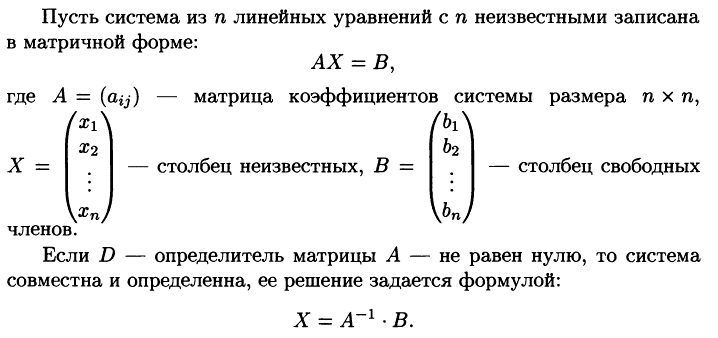 Пусть система из n линейных уравнений с n неизвестными записана
в матричной форме:
AX = B,
где A = (a_{ij}) — матрица коэффициентов системы размера n × n,
X = \begin{pmatrix} x_1 \\ x_2 \\ \vdots \\ x_n \end{pmatrix} — столбец неизвестных, B = \begin{pmatrix} b_1 \\ b_2 \\ \vdots \\ b_n \end{pmatrix} — столбец свободных
членов.
Если D — определитель матрицы A — не равен нулю, то система
совместна и определенна, ее решение задается формулой:
X = A^{-1} · B.